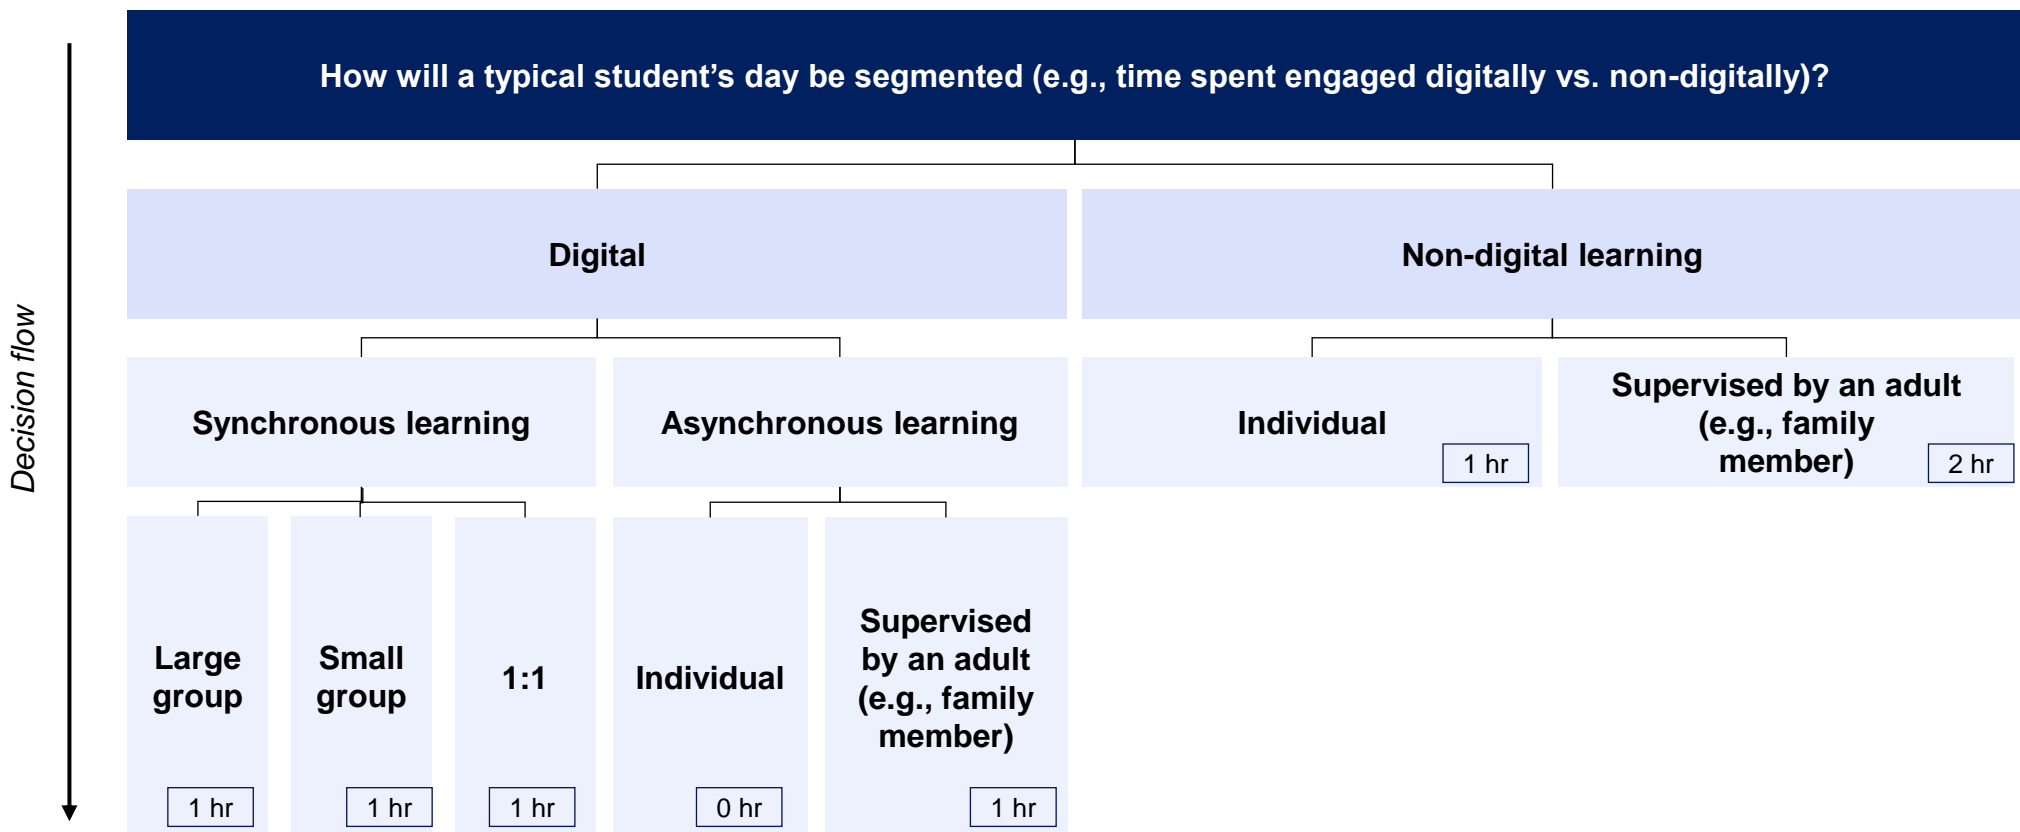 How will a typical student’s day be segmented (e.g., time spent engaged digitally vs. non-digitally)?
Decision flow
Digital
Non-digital learning
Synchronous learning
Asynchronous learning
Individual
1 hr
Supervised by an adult
(e.g., family
member)
2 hr
Large
group
1 hr
Small
group
1 hr
1:1
1 hr
Individual
0 hr
Supervised
by an adult
(e.g., family
member)
1 hr